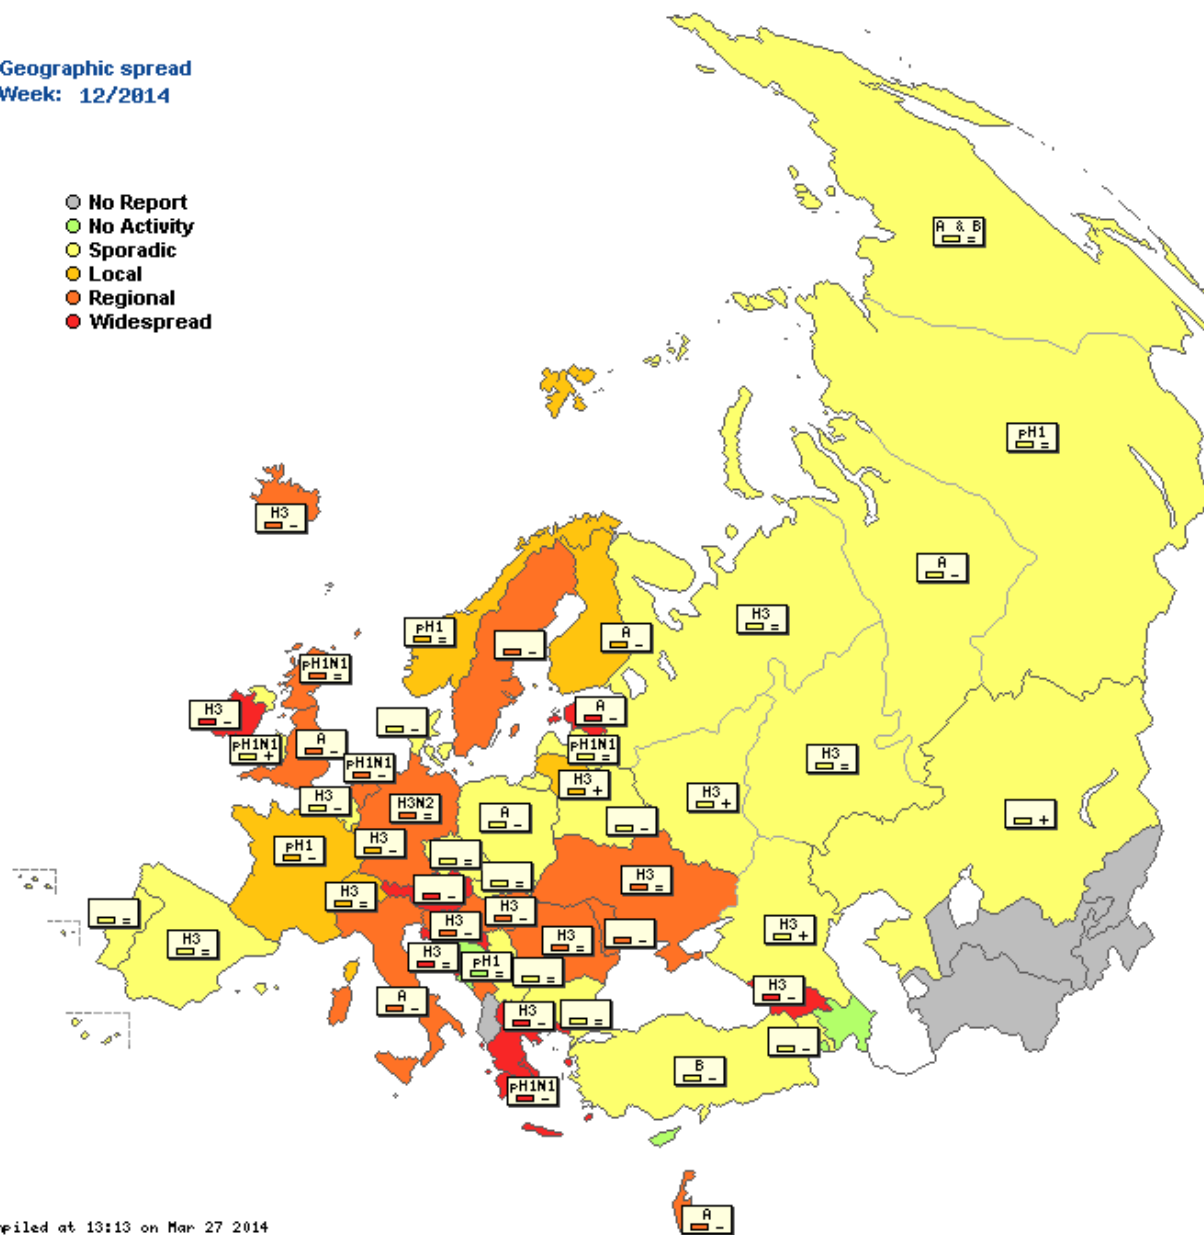 Geographic spread
Week: 12/2014
No Report
No Activity
Sporadic
Local
Regional
Widespread
A & B
=
pH1
=
A
–
H3
–
H3
=
pH1
=
–
A
–
pH1N1
=
H3
–
–
A
–
pH1N1
+
A
–
pH1N1
–
pH1N1
=
H3
=
H3
+
H3
+
H3
–
H3N2
=
A
–
–
+
pH1
–
H3
–
=
=
H3
=
H3
–
–
=
H3
=
H3
–
H3
–
H3
=
–
H3
+
H3
=
pH1
=
=
H3
–
A
–
H3
–
=
–
B
–
pH1N1
–
A
–
piled at 13:13 on Mar 27 2014